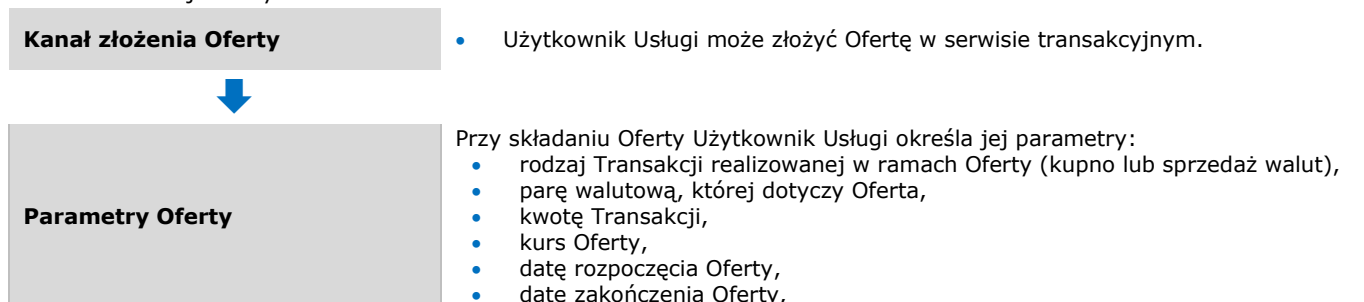 Kanał złożenia Oferty
• Użytkownik Usługi może złożyć Ofertę w serwisie transakcyjnym.
Parametry Oferty
Przy składaniu Oferty Użytkownik Usługi określa jej parametry:
• rodzaj Transakcji realizowanej w ramach Oferty (kupno lub sprzedaż walut),
• parę walutową, której dotyczy Oferta,
• kwotę Transakcji,
• kurs Oferty,
• datę rozpoczęcia Oferty,
• datę zakończenia Oferty,